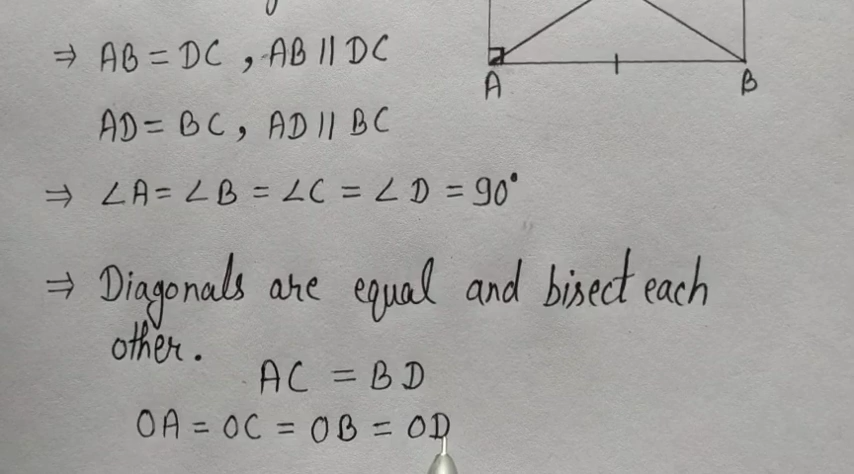 A B
⇒ AB = DC , AB || DC
AD = BC, AD || BC
⇒ ∠A = ∠B = ∠C = ∠D = 90°
⇒ Diagonals are equal and bisect each
other.
AC = BD
OA = OC = OB = OD